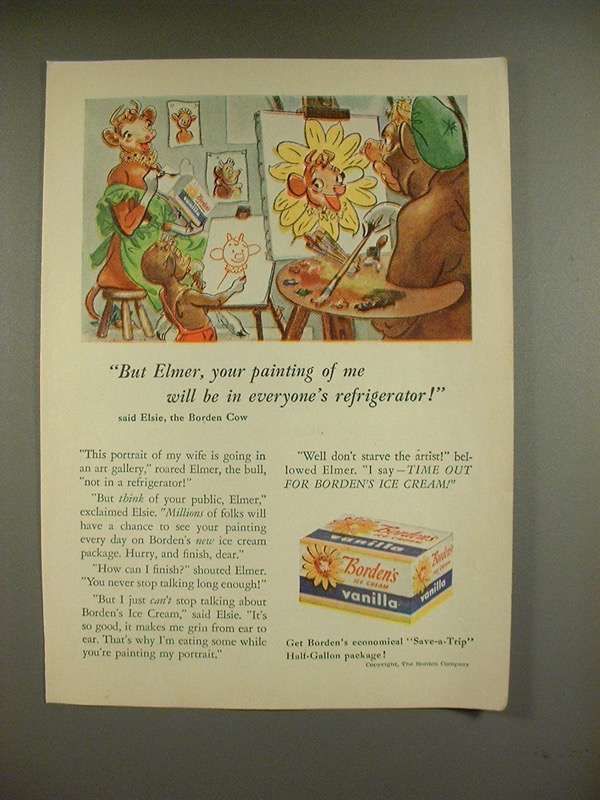 Borden's
"But Elmer, your painting of me
will be in everyone's refrigerator!"
said Elsie, the Borden Cow
"This portrait of my wife is going in
an art gallery," roared Elmer, the bull,
"not in a refrigerator!"
"But think of your public, Elmer,"
exclaimed Elsie. "Millions of folks will
have a chance to see your painting
every day on Borden's new ice cream
package. Hurry, and finish, dear."
"How can I finish?" shouted Elmer.
"You never stop talking long enough!"
"But I just can't stop talking about
Borden's Ice Cream," said Elsie. "It's
so good, it makes me grin from ear to
ear. That's why I'm eating some while
you're painting my portrait."
"Well don't starve the artist!" bel-
lowed Elmer. "I say—TIME OUT
FOR BORDEN'S ICE CREAM!"
Borden's
ICE CREAM
vanilla
Borden's
ICE CREAM
vanilla
Borden's
ICE CREAM
vanilla
Get Borden's economical "Save-a-Trip"
Half-Gallon package!
Copyright, The Borden Company